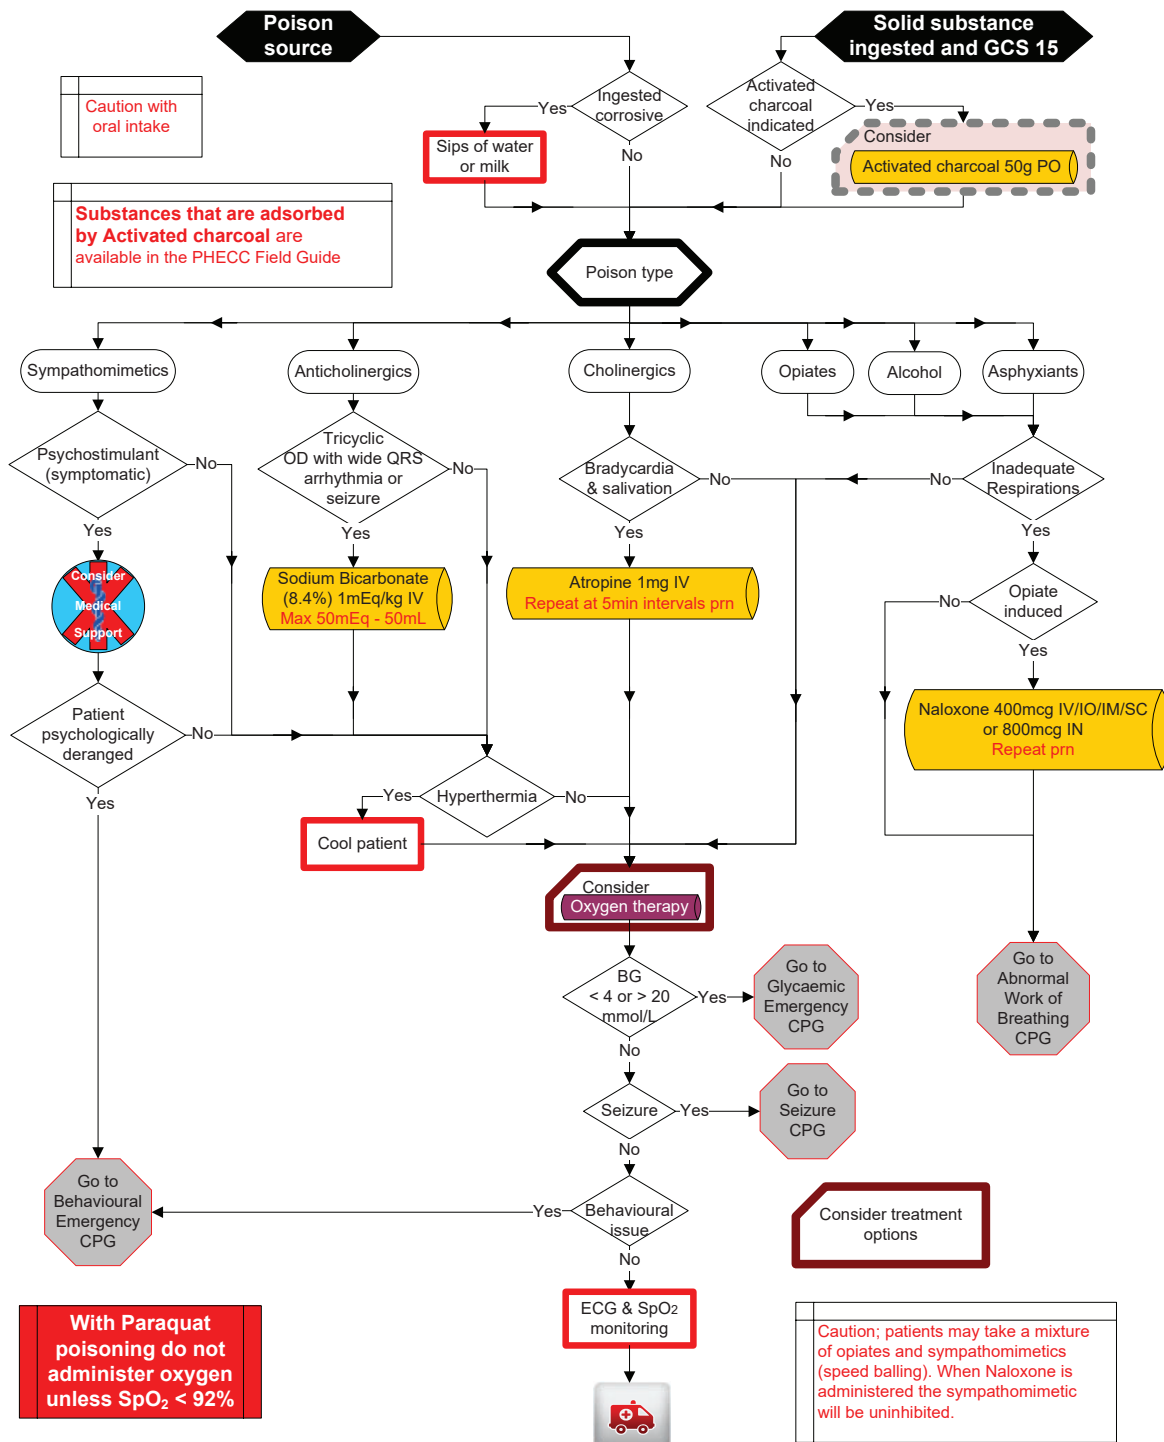 Poison
source
Solid substance
ingested and GCS 15
Caution with
oral intake
Yes
Ingested
corrosive
No
Sips of water
or milk
Activated
charcoal
indicated
Yes
No
Consider
Activated charcoal 50g PO
Substances that are adsorbed
by Activated charcoal are
available in the PHECC Field Guide
Poison type
Sympathomimetics
Anticholinergics
Cholinergics
Opiates
Alcohol
Asphyxiants
Psychostimulant
(symptomatic)
No
Yes
Tricyclic
OD with wide QRS
arrhythmia or
seizure
No
Yes
Bradycardia
& salivation
No
Yes
No
Inadequate
Respirations
Yes
Consider
Medical
Support
Sodium Bicarbonate
(8.4%) 1mEq/kg IV
Max 50mEq - 50mL
Atropine 1mg IV
Repeat at 5min intervals prn
No
Opiate
induced
Yes
Patient
psychologically
deranged
No
Yes
Naloxone 400mcg IV/IO/IM/SC
or 800mcg IN
Repeat prn
Yes
Hyperthermia
No
Cool patient
Consider
Oxygen therapy
BG
< 4 or > 20
mmol/L
Yes
No
Go to
Glycaemic
Emergency
CPG
Go to
Abnormal
Work of
Breathing
CPG
Seizure
Yes
No
Go to
Seizure
CPG
Go to
Behavioural
Emergency
CPG
Yes
Behavioural
issue
No
Consider treatment
options
ECG & SpO₂
monitoring
With Paraquat
poisoning do not
administer oxygen
unless SpO₂ < 92%
Caution; patients may take a mixture
of opiates and sympathomimetics
(speed balling). When Naloxone is
administered the sympathomimetic
will be uninhibited.